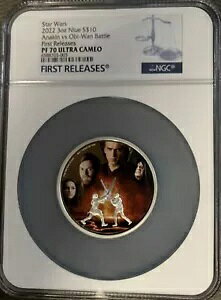 Star Wars
2022 3oz Niue S$10
Anakin vs Obi-Wan Battle
First Releases
PF 70 ULTRA CAMEO
FIRST RELEASES
NGC